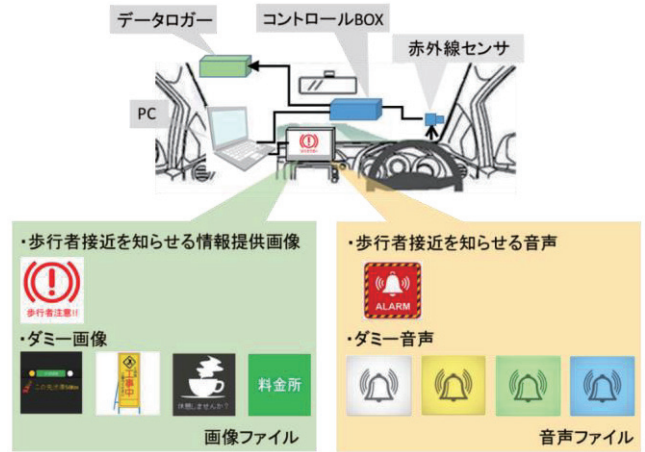 データロガー
コントロールBOX
赤外線センサ
PC
・歩行者接近を知らせる情報提供画像
歩行者注意!!
・ダミー画像
工事中
休憩しませんか?
料金所
画像ファイル
・歩行者接近を知らせる音声
ALARM
・ダミー音声
音声ファイル